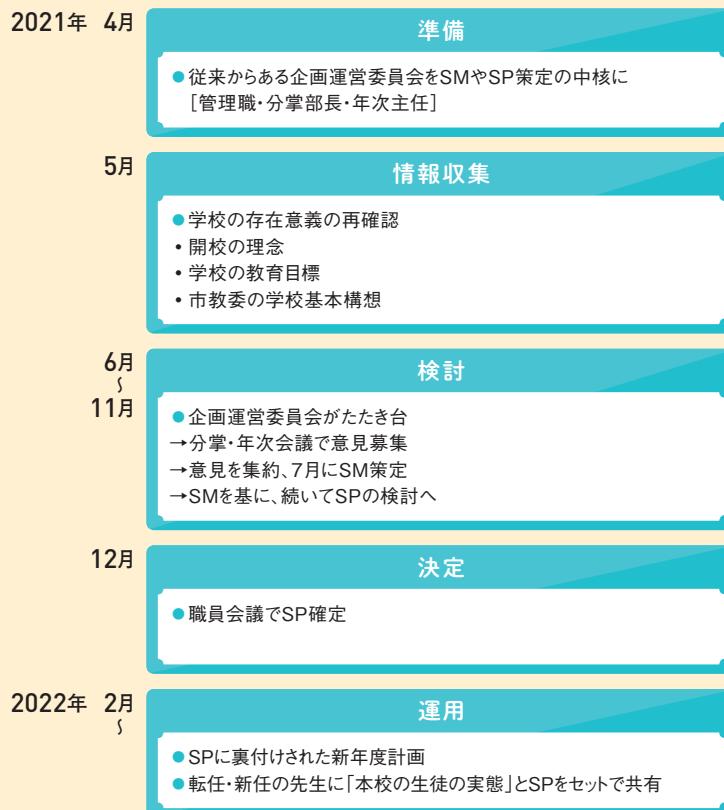 2021年 4月
準備
●従来からある企画運営委員会をSMやSP策定の中核に
［管理職・分掌部長・年次主任］
5月
情報収集
●学校の存在意義の再確認
• 開校の理念
• 学校の教育目標
• 市教委の学校基本構想
6月
〜
11月
検討
●企画運営委員会がたたき台
→分掌・年次会議で意見募集
→意見を集約、7月にSM策定
→SMを基に、続いてSPの検討へ
12月
決定
●職員会議でSP確定
2022年 2月
〜
運用
●SPに裏付けされた新年度計画
●転任・新任の先生に「本校の生徒の実態」とSPをセットで共有